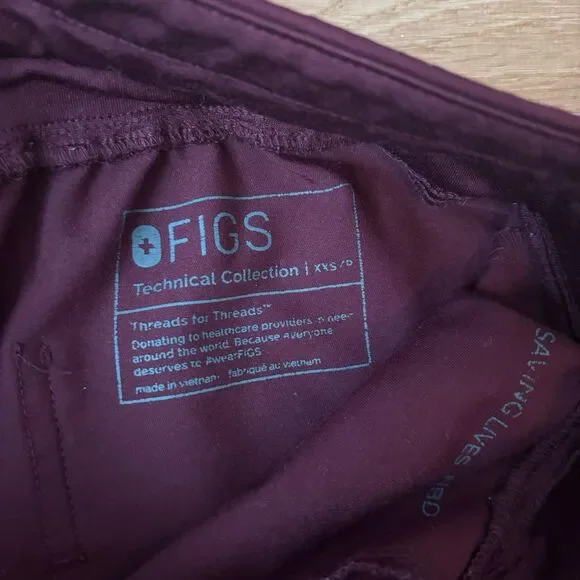 FIGS
Technical Collection | XXS/P
Threads for Threads™
Donating to healthcare providers in need
around the world. Because everyone
deserves to #wearFIGS
made in vietnam · fabriqué au vietnam
SAVING LIVES NBD